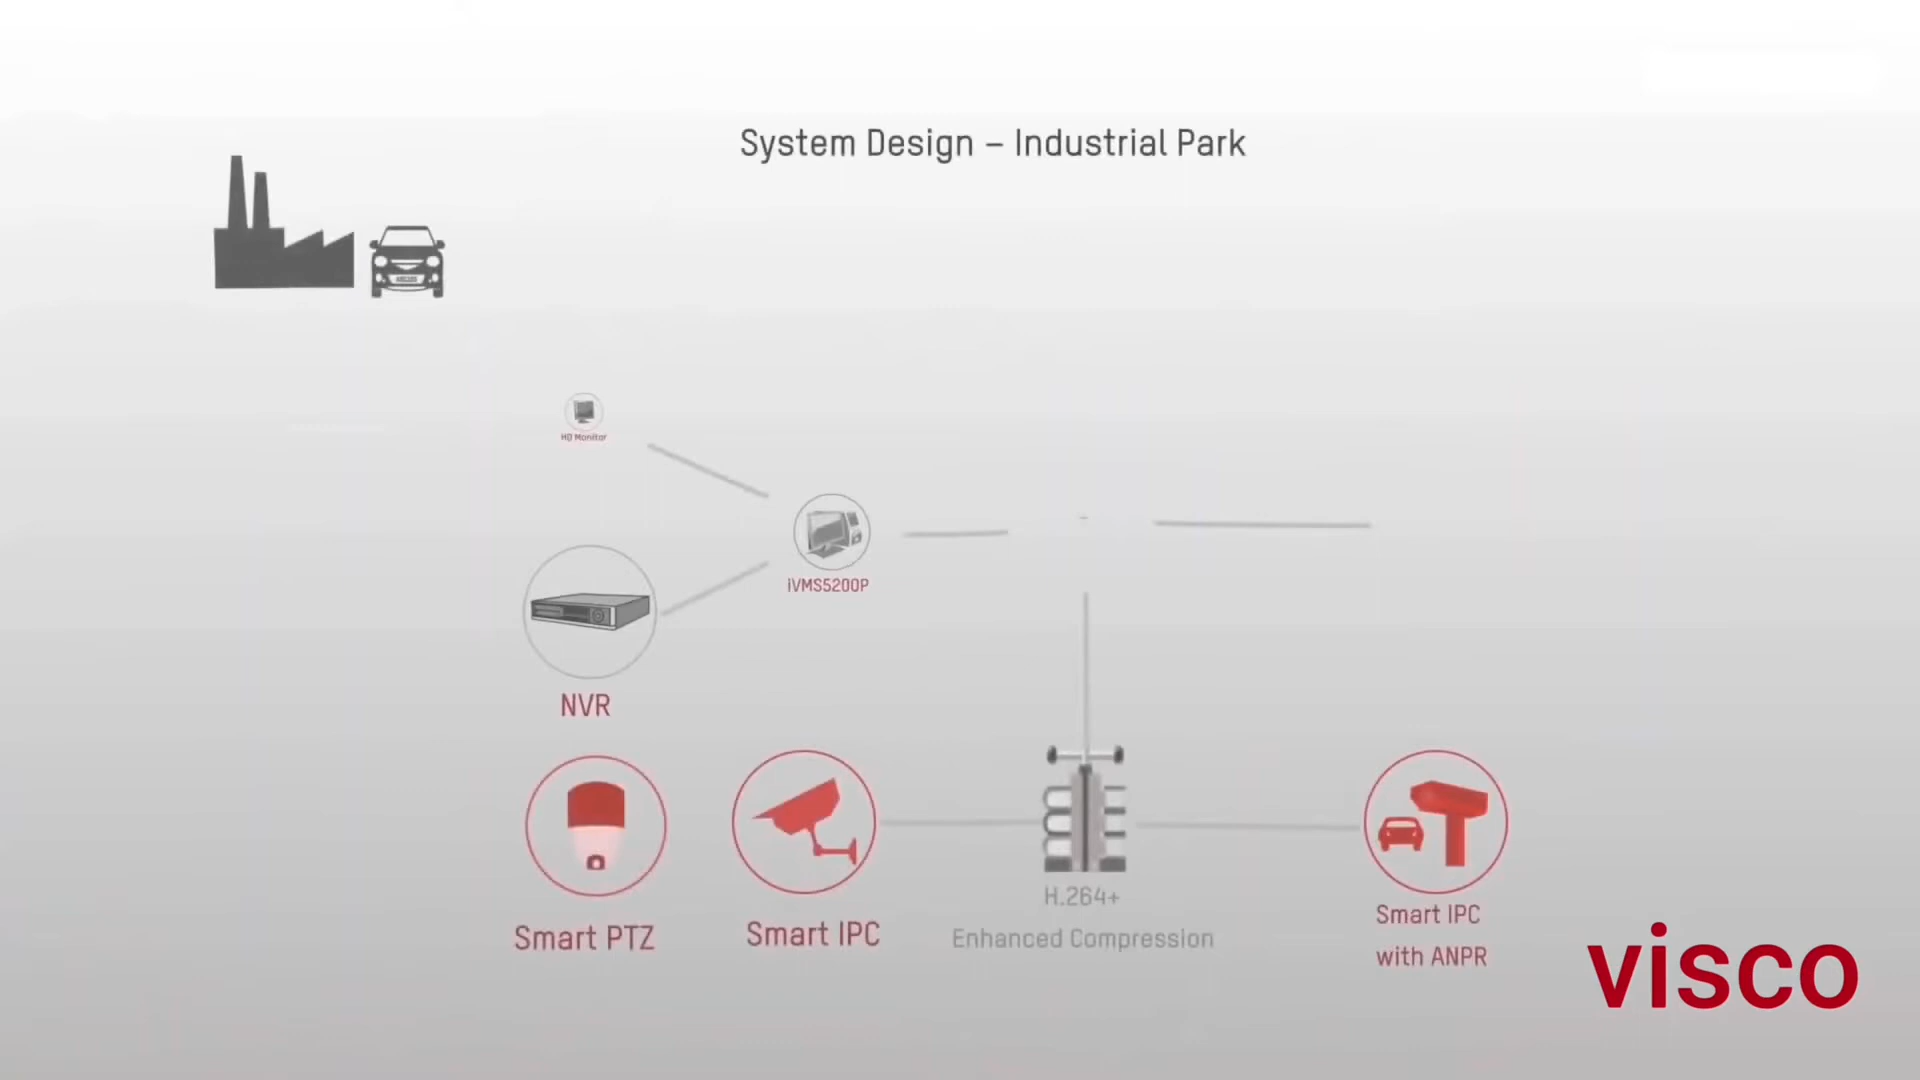 System Design – Industrial Park
HD Monitor
iVMS5200P
NVR
Smart PTZ
Smart IPC
H.264+
Enhanced Compression
Smart IPC
with ANPR
visco